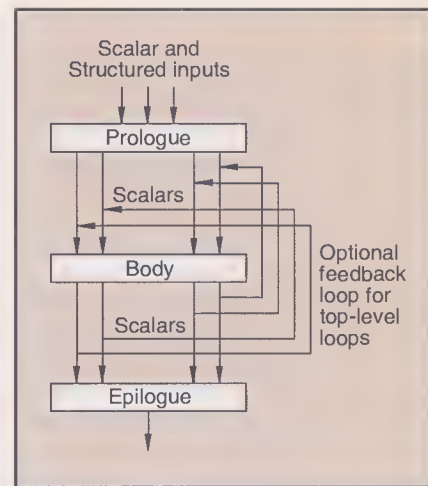 Scalar and
Structured inputs
Prologue
Scalars
Body
Optional
feedback
loop for
top-level
loops
Scalars
Epilogue